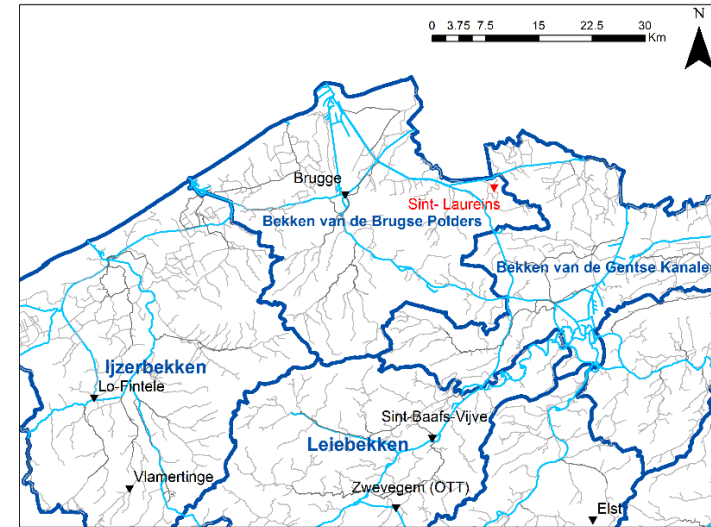 N
0 3.75 7.5 15 22.5 30
Km
Brugge
Sint- Laureins
Bekken van de Brugse Polders
Bekken van de Gentse Kanalen
Ijzerbekken
Lo-Fintele
Sint-Baafs-Vijve
Leiebekken
Vlamertinge
Zwevegem (OTT)
Elst